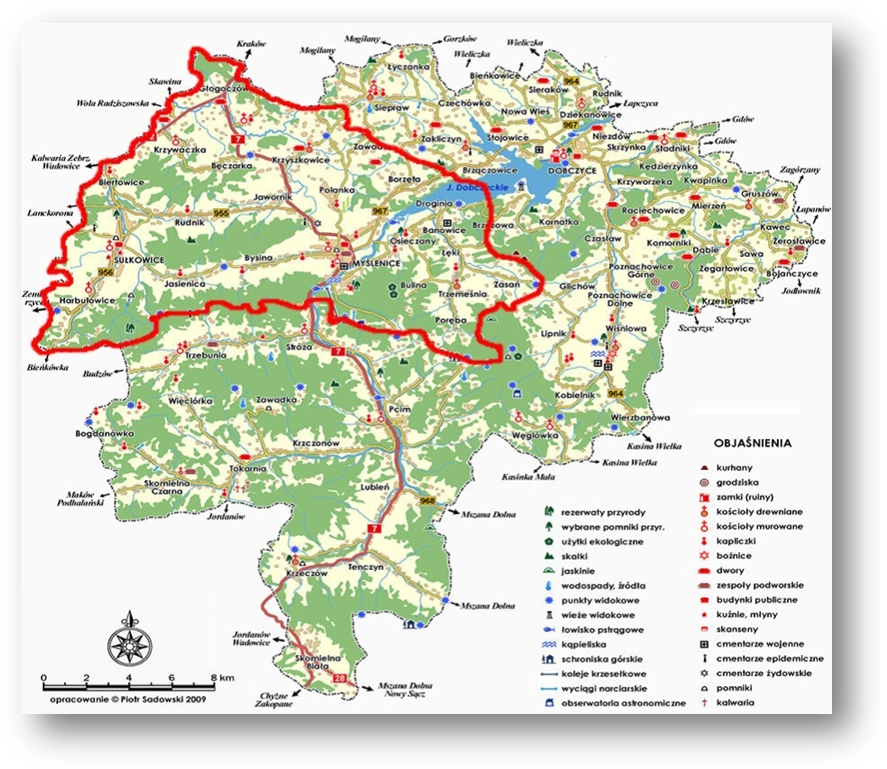 Kraków
Mogilany
Gorzków
Wieliczka
Wieliczka
Mogilany
Skawina
Głogoczów
Łyczanka
Bieńkowice
964
Sieraków
Rudnik
Wola Radziszowska
Siepraw
Czechówka
Nowa Wieś
Dziekanowice
Łapczyca
967
7
Zakliczyn
Stojowice
Niezdów
Gdów
Skrzynka
Stadniki
Gdów
Krzywaczka
Krzyszkowice
Kalwaria Zebrz.
Wadowice
Bęczarka
Brzączowice
DOBCZYCE
Kędzierzynka
Zagórzany
Biertowice
Borzęta
J. Dobczyckie
Krzyworzeka
Kwapinka
Gruszów
Jawornik
Polanka
Droginia
Raciechowice
Mierzeń
Łapanów
Lanckorona
955
967
Rudnik
Banowice
Kornatka
Kawec
Osieczany
Czasław
Komorniki
Żerosławice
SUŁKOWICE
Bysina
Łęki
Dąble
Sawa
MYŚLENICE
Zegartowice
Bojańczyce
956
Jasienica
Bulina
Zasań
Glichów
Poznachowice
Górne
Jodłownik
Harbutowice
Trzemeśnia
Poznachowice
Dolne
Krzesławice
Poręba
Szczyrzyc
Szczyrzyc
Wiśniowa
Lipnik
Stróża
Bieńkówka
7
Budzów
Trzebunia
Więciórka
Zawadka
Pcim
Kobielnik
964
Bogdanówka
Wierzbanowa
Węglówka
Kasina Wielka
Krzczonów
Tokarnia
Kasinka Mała
Kasina Wielka
Skomielna
Czarna
Lubień
Maków
Podhalański
968
Jordanów
Mszana Dolna
7
Krzeczów
Tenczyn
Mszana Dolna
Jordanów
Wadowice
Skomielna
Biała
28
Mszana Dolna
Nowy Sącz
Chyżne
Zakopane
0 2 4 6 8 km
opracowanie © Piotr Sadowski 2009
OBJAŚNIENIA
kurhany
grodziska
zamki (ruiny)
kościoły drewniane
kościoły murowane
kapliczki
bożnice
dwory
zespoły podworskie
budynki publiczne
kuźnie, młyny
skanseny
cmentarze wojenne
cmentarze epidemiczne
cmentarze żydowskie
pomniki
kalwaria
rezerwaty przyrody
wybrane pomniki przyr.
użytki ekologiczne
skałki
jaskinie
wodospady, źródła
punkty widokowe
wieże widokowe
łowisko pstrągowe
kąpieliska
schroniska górskie
koleje krzesełkowe
wyciągi narciarskie
obserwatoria astronomiczne